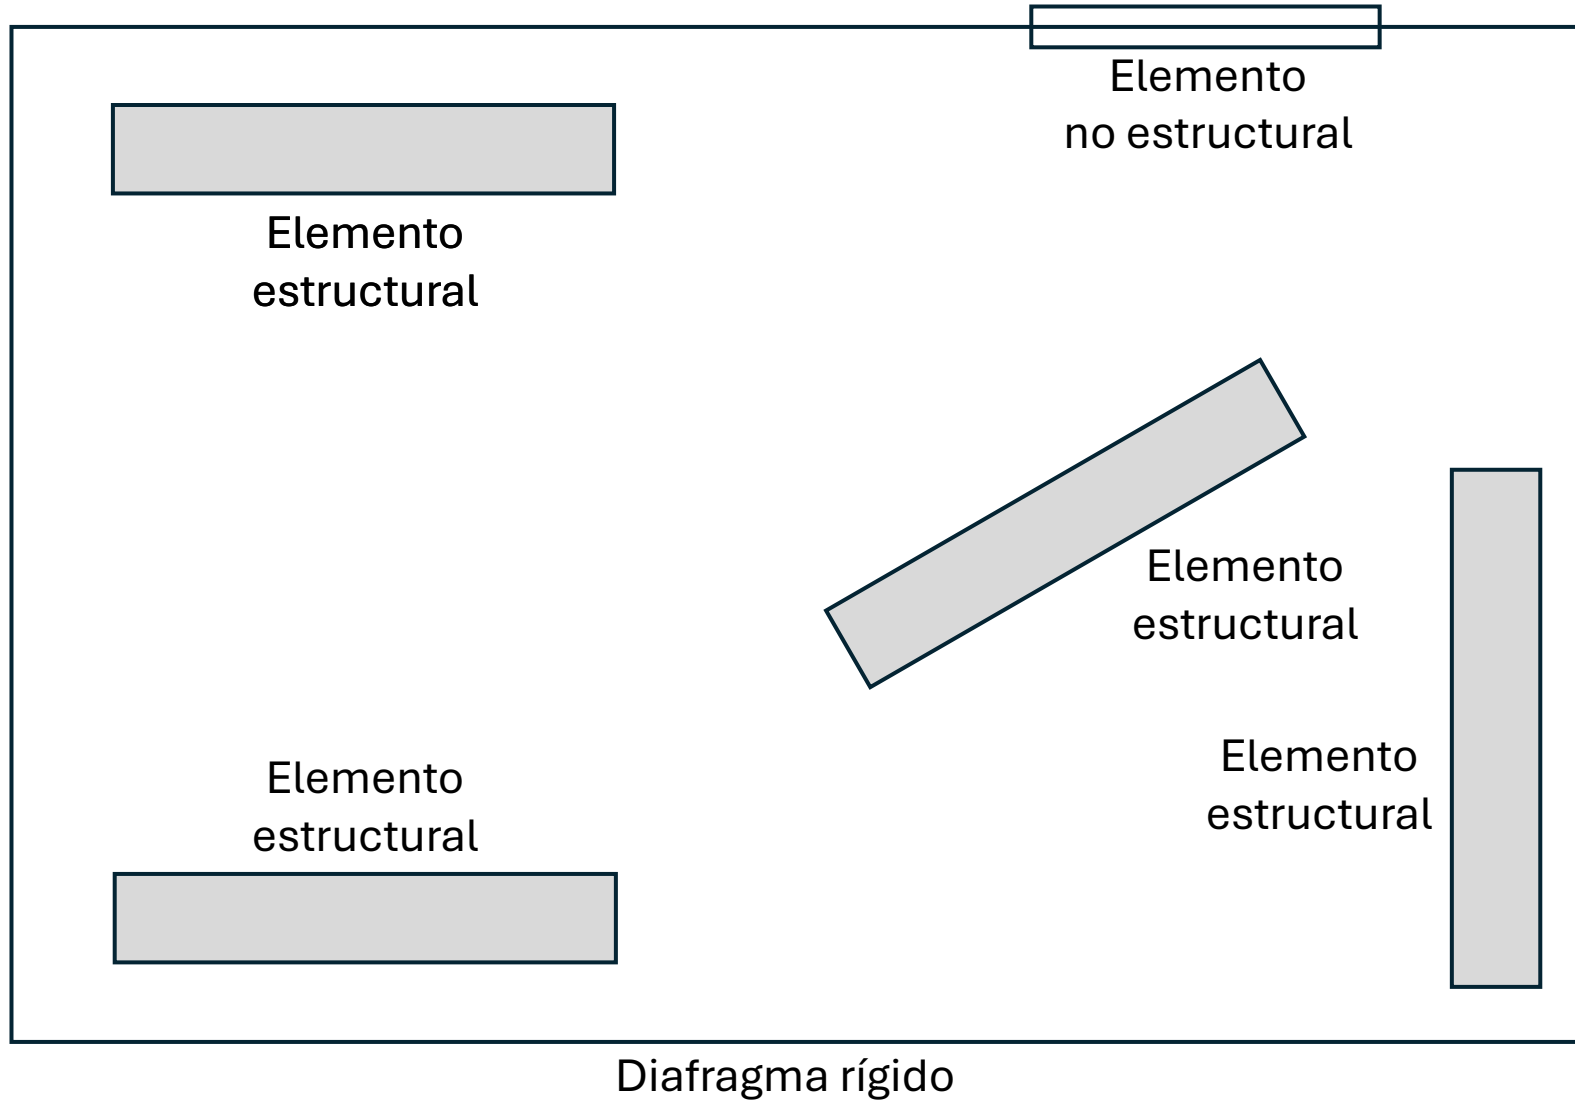 Elemento
no estructural
Elemento
estructural
Elemento
estructural
Elemento
estructural
Elemento
estructural
Diafragma rígido